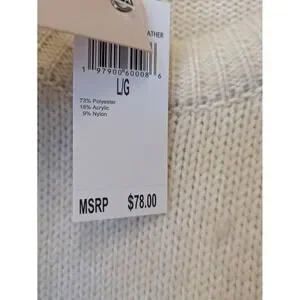 ATHER
1 97900 60008 6
L/G
73% Polyester
18% Acrylic
9% Nylon
MSRP $78.00